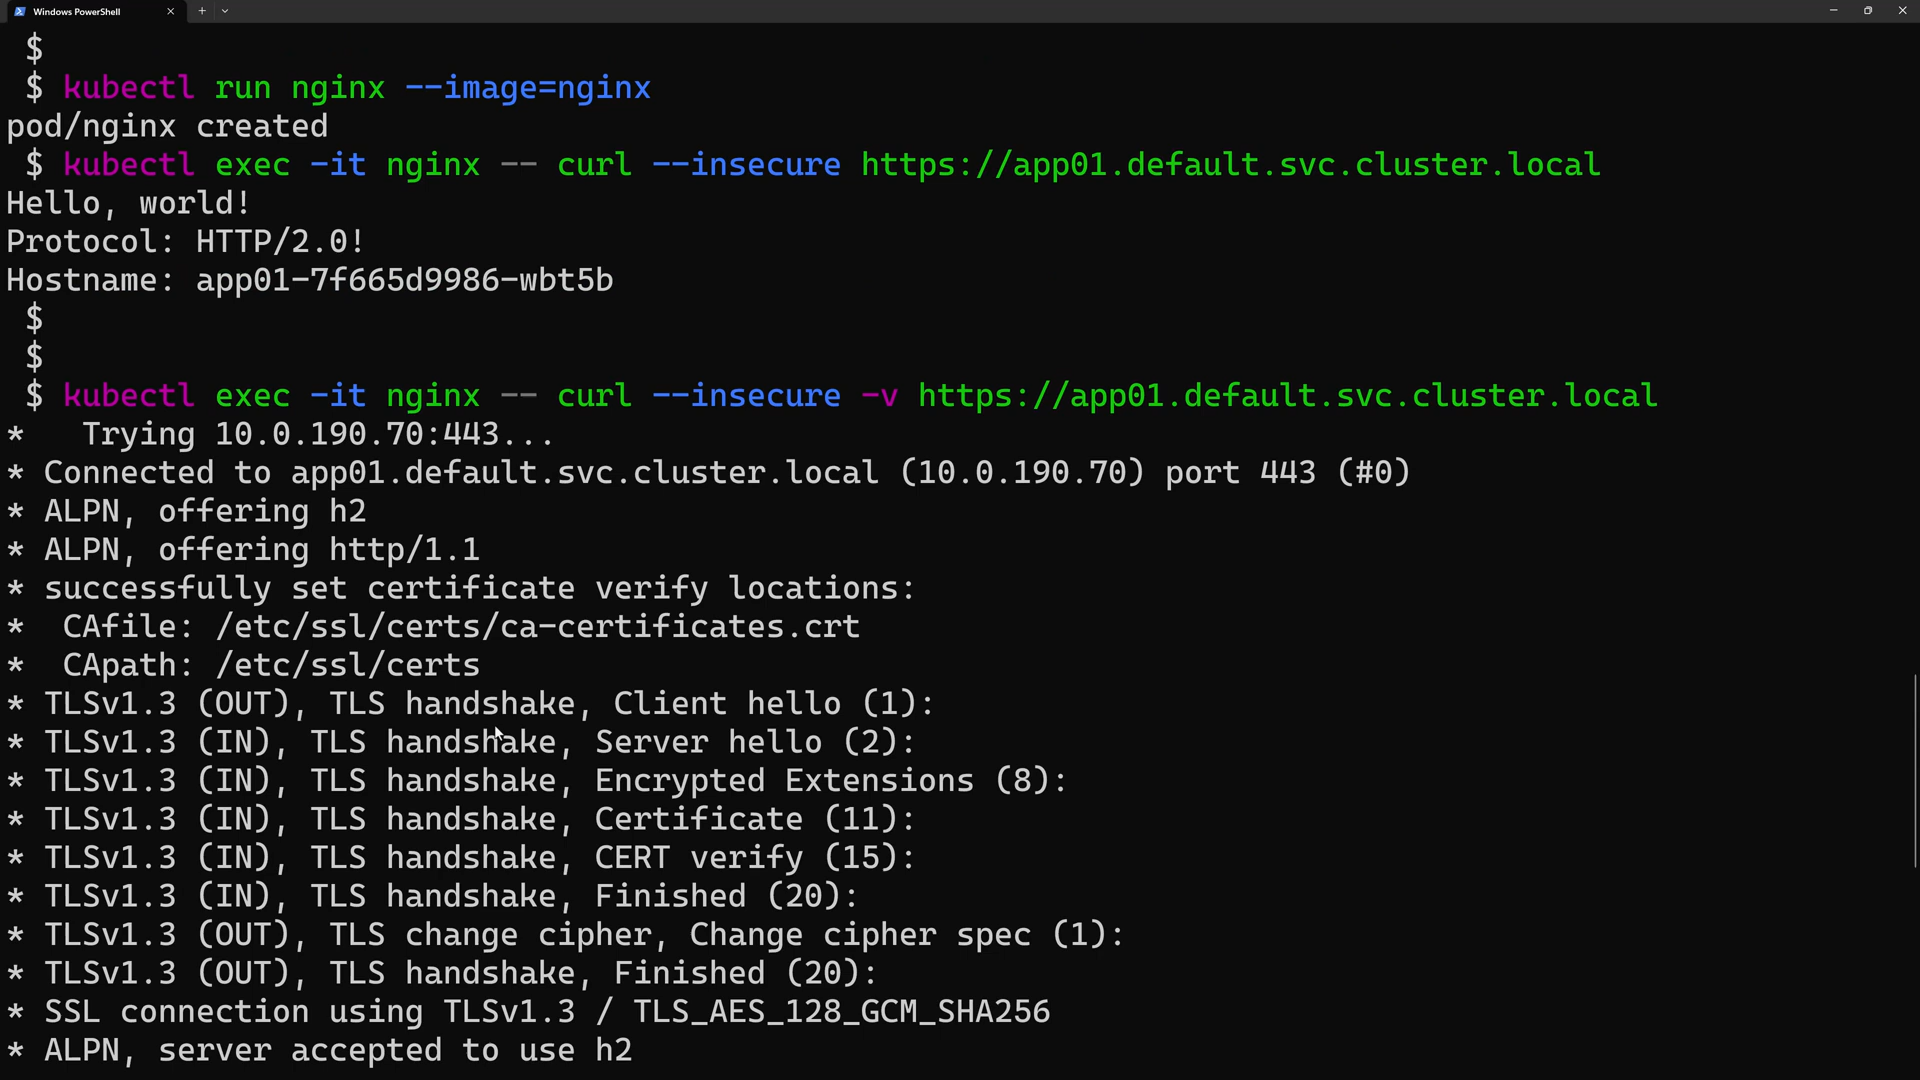 Windows PowerShell
$
$ kubectl run nginx --image=nginx
pod/nginx created
$ kubectl exec -it nginx -- curl --insecure https://app01.default.svc.cluster.local
Hello, world!
Protocol: HTTP/2.0!
Hostname: app01-7f665d9986-wbt5b
$
$
$ kubectl exec -it nginx -- curl --insecure -v https://app01.default.svc.cluster.local
*   Trying 10.0.190.70:443...
* Connected to app01.default.svc.cluster.local (10.0.190.70) port 443 (#0)
* ALPN, offering h2
* ALPN, offering http/1.1
* successfully set certificate verify locations:
*  CAfile: /etc/ssl/certs/ca-certificates.crt
*  CApath: /etc/ssl/certs
* TLSv1.3 (OUT), TLS handshake, Client hello (1):
* TLSv1.3 (IN), TLS handshake, Server hello (2):
* TLSv1.3 (IN), TLS handshake, Encrypted Extensions (8):
* TLSv1.3 (IN), TLS handshake, Certificate (11):
* TLSv1.3 (IN), TLS handshake, CERT verify (15):
* TLSv1.3 (IN), TLS handshake, Finished (20):
* TLSv1.3 (OUT), TLS change cipher, Change cipher spec (1):
* TLSv1.3 (OUT), TLS handshake, Finished (20):
* SSL connection using TLSv1.3 / TLS_AES_128_GCM_SHA256
* ALPN, server accepted to use h2